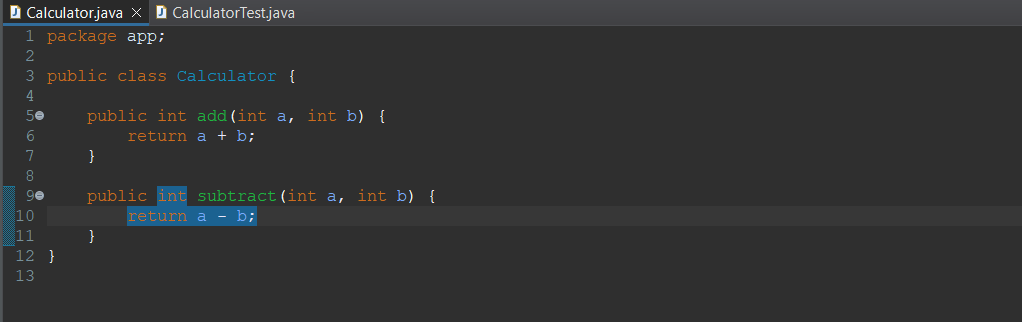 Calculator.java CalculatorTest.java
1 package app;
2
3 public class Calculator {
4
5 public int add(int a, int b) {
6 return a + b;
7 }
8
9 public int subtract(int a, int b) {
10 return a - b;
11 }
12 }
13